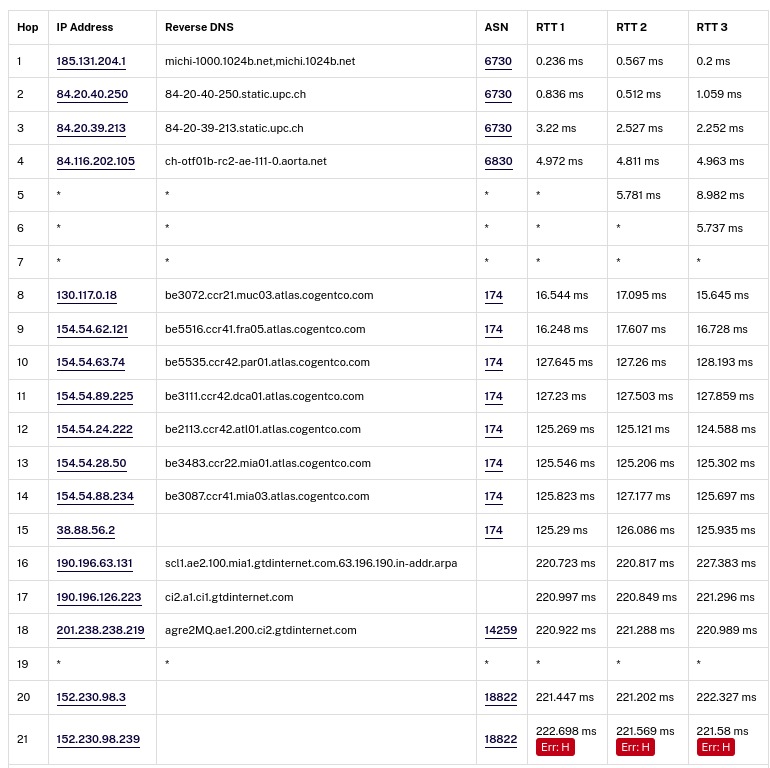 Hop IP Address Reverse DNS ASN RTT 1 RTT 2 RTT 3
1 185.131.204.1 michi-1000.1024b.net,michi.1024b.net 6730 0.236 ms 0.567 ms 0.2 ms
2 84.20.40.250 84-20-40-250.static.upc.ch 6730 0.836 ms 0.512 ms 1.059 ms
3 84.20.39.213 84-20-39-213.static.upc.ch 6730 3.22 ms 2.527 ms 2.252 ms
4 84.116.202.105 ch-otf01b-rc2-ae-111-0.aorta.net 6830 4.972 ms 4.811 ms 4.963 ms
5 * * * * 5.781 ms 8.982 ms
6 * * * * * 5.737 ms
7 * * * * * *
8 130.117.0.18 be3072.ccr21.muc03.atlas.cogentco.com 174 16.544 ms 17.095 ms 15.645 ms
9 154.54.62.121 be5516.ccr41.fra05.atlas.cogentco.com 174 16.248 ms 17.607 ms 16.728 ms
10 154.54.63.74 be5535.ccr42.par01.atlas.cogentco.com 174 127.645 ms 127.26 ms 128.193 ms
11 154.54.89.225 be3111.ccr42.dca01.atlas.cogentco.com 174 127.23 ms 127.503 ms 127.859 ms
12 154.54.24.222 be2113.ccr42.atl01.atlas.cogentco.com 174 125.269 ms 125.121 ms 124.588 ms
13 154.54.28.50 be3483.ccr22.mia01.atlas.cogentco.com 174 125.546 ms 125.206 ms 125.302 ms
14 154.54.88.234 be3087.ccr41.mia03.atlas.cogentco.com 174 125.823 ms 127.177 ms 125.697 ms
15 38.88.56.2 174 125.29 ms 126.086 ms 125.935 ms
16 190.196.63.131 scl1.ae2.100.mia1.gtdinternet.com.63.196.190.in-addr.arpa 220.723 ms 220.817 ms 227.383 ms
17 190.196.126.223 ci2.a1.ci1.gtdinternet.com 220.997 ms 220.849 ms 221.296 ms
18 201.238.238.219 agre2MQ.ae1.200.ci2.gtdinternet.com 14259 220.922 ms 221.288 ms 220.989 ms
19 * * * * * *
20 152.230.98.3 18822 221.447 ms 221.202 ms 222.327 ms
21 152.230.98.239 18822 222.698 ms 221.569 ms 221.58 ms
Err: H Err: H Err: H